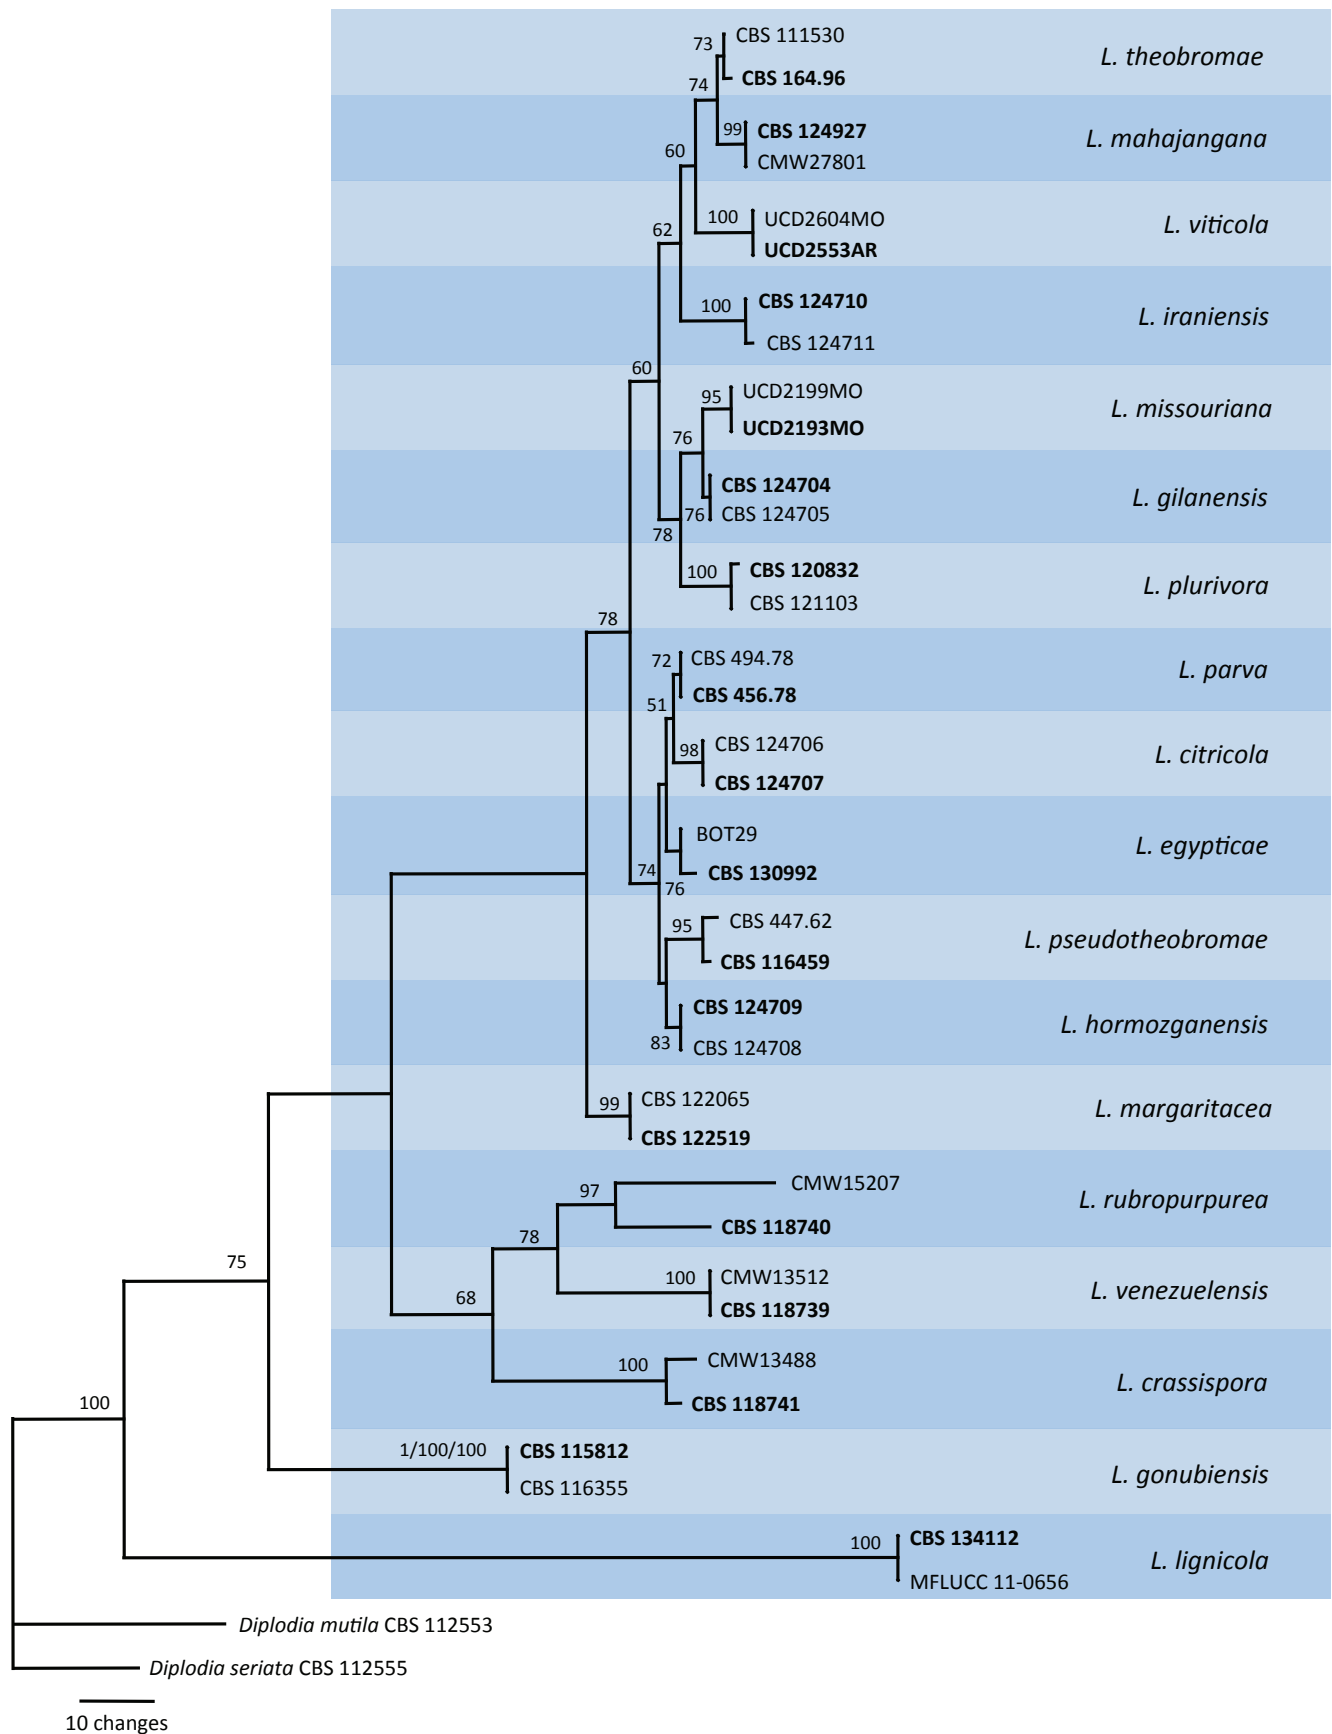 CBS 111530
73
L. theobromae
CBS 164.96
74
99
CBS 124927
L. mahajangana
60
CMW27801
100
UCD2604MO
L. viticola
62
UCD2553AR
CBS 124710
100
L. iraniensis
CBS 124711
60
95
UCD2199MO
L. missouriana
UCD2193MO
76
CBS 124704
L. gilanensis
76
CBS 124705
78
100
CBS 120832
L. plurivora
CBS 121103
78
72
CBS 494.78
L. parva
CBS 456.78
51
98
CBS 124706
L. citricola
CBS 124707
BOT29
L. egypticae
74
CBS 130992
76
95
CBS 447.62
L. pseudotheobromae
CBS 116459
CBS 124709
L. hormozganensis
83
CBS 124708
99
CBS 122065
L. margaritacea
CBS 122519
97
CMW15207
L. rubropurpurea
CBS 118740
78
75
100
CMW13512
L. venezuelensis
68
CBS 118739
100
CMW13488
L. crassispora
100
CBS 118741
1/100/100
CBS 115812
L. gonubiensis
CBS 116355
100
CBS 134112
L. lignicola
MFLUCC 11-0656
Diplodia mutila CBS 112553
Diplodia seriata CBS 112555
10 changes